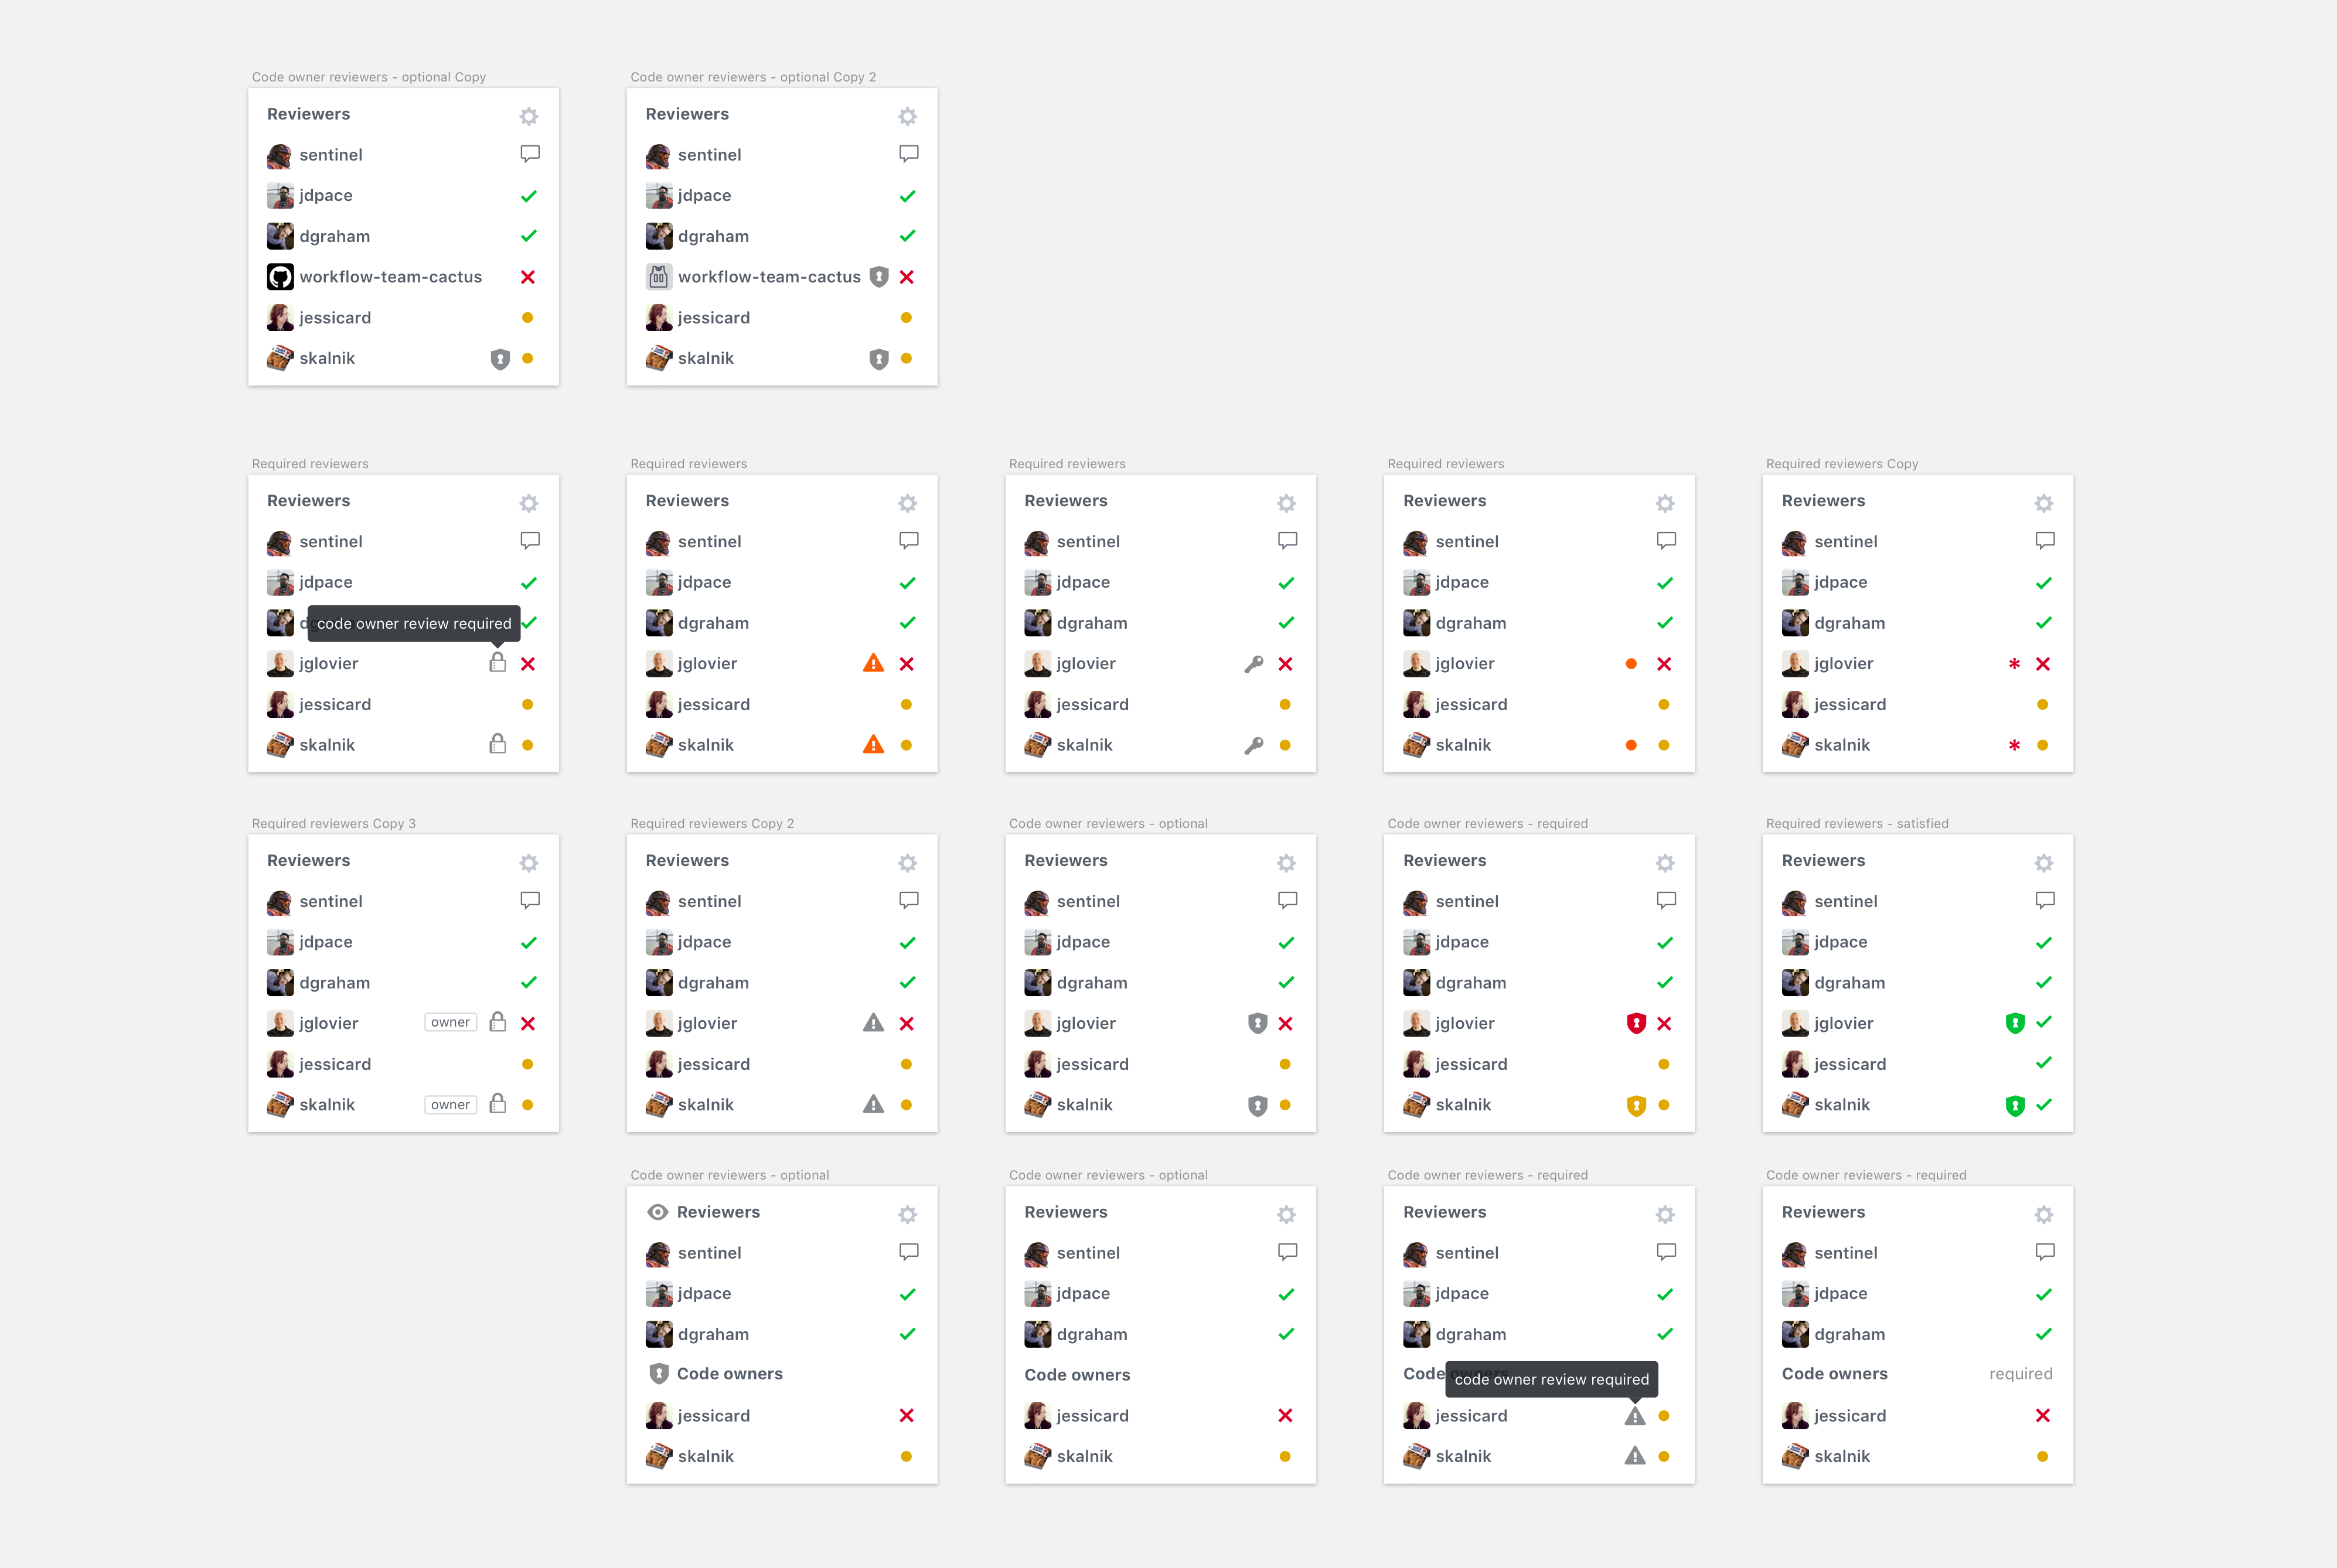 Code owner reviewers - optional Copy
Reviewers
sentinel
jdpace
dgraham
workflow-team-cactus
jessicard
skalnik
Code owner reviewers - optional Copy 2
Reviewers
sentinel
jdpace
dgraham
workflow-team-cactus
jessicard
skalnik
Required reviewers
Reviewers
sentinel
jdpace
code owner review required
jglovier
jessicard
skalnik
Required reviewers
Reviewers
sentinel
jdpace
dgraham
jglovier
jessicard
skalnik
Required reviewers
Reviewers
sentinel
jdpace
dgraham
jglovier
jessicard
skalnik
Required reviewers
Reviewers
sentinel
jdpace
dgraham
jglovier
jessicard
skalnik
Required reviewers Copy
Reviewers
sentinel
jdpace
dgraham
jglovier *
jessicard
skalnik *
Required reviewers Copy 3
Reviewers
sentinel
jdpace
dgraham
jglovier owner
jessicard
skalnik owner
Required reviewers Copy 2
Reviewers
sentinel
jdpace
dgraham
jglovier
jessicard
skalnik
Code owner reviewers - optional
Reviewers
sentinel
jdpace
dgraham
jglovier
jessicard
skalnik
Code owner reviewers - required
Reviewers
sentinel
jdpace
dgraham
jglovier
jessicard
skalnik
Required reviewers - satisfied
Reviewers
sentinel
jdpace
dgraham
jglovier
jessicard
skalnik
Code owner reviewers - optional
Reviewers
sentinel
jdpace
dgraham
Code owners
jessicard
skalnik
Code owner reviewers - optional
Reviewers
sentinel
jdpace
dgraham
Code owners
jessicard
skalnik
Code owner reviewers - required
Reviewers
sentinel
jdpace
dgraham
Code
code owner review required
jessicard
skalnik
Code owner reviewers - required
Reviewers
sentinel
jdpace
dgraham
Code owners required
jessicard
skalnik